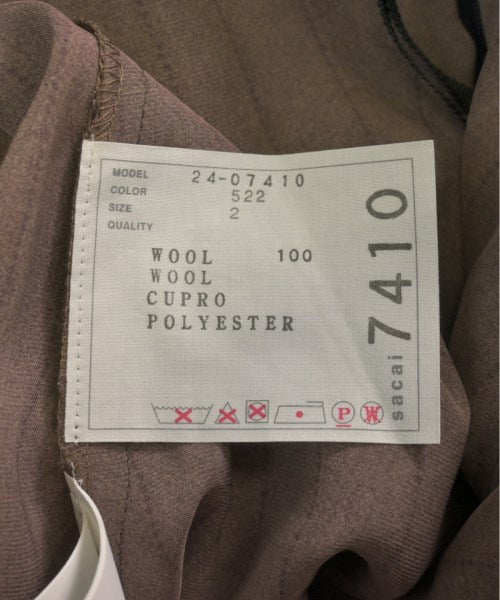 MODEL 24-07410
COLOR 522
SIZE 2
QUALITY
WOOL 100
WOOL
CUPRO
POLYESTER
P W
sacai 7410